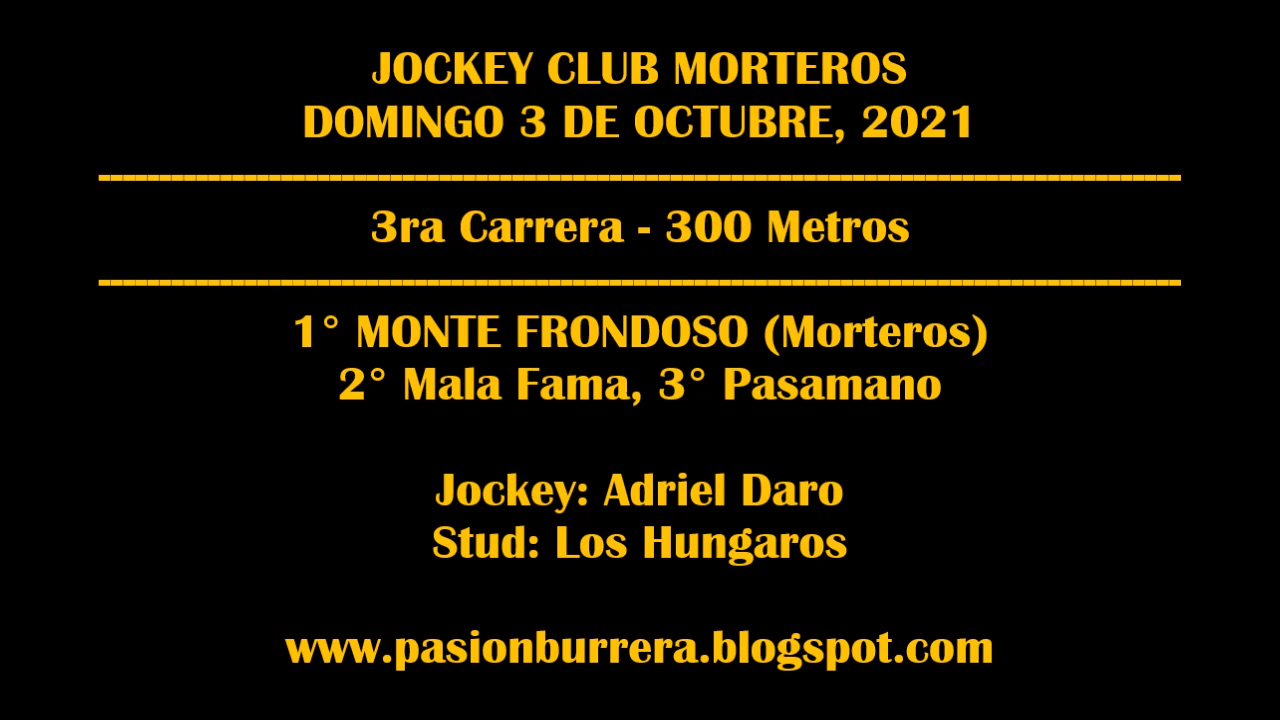 JOCKEY CLUB MORTEROS
DOMINGO 3 DE OCTUBRE, 2021
3ra Carrera - 300 Metros
1° MONTE FRONDOSO (Morteros)
2° Mala Fama, 3° Pasamano
Jockey: Adriel Daro
Stud: Los Hungaros
www.pasionburrera.blogspot.com